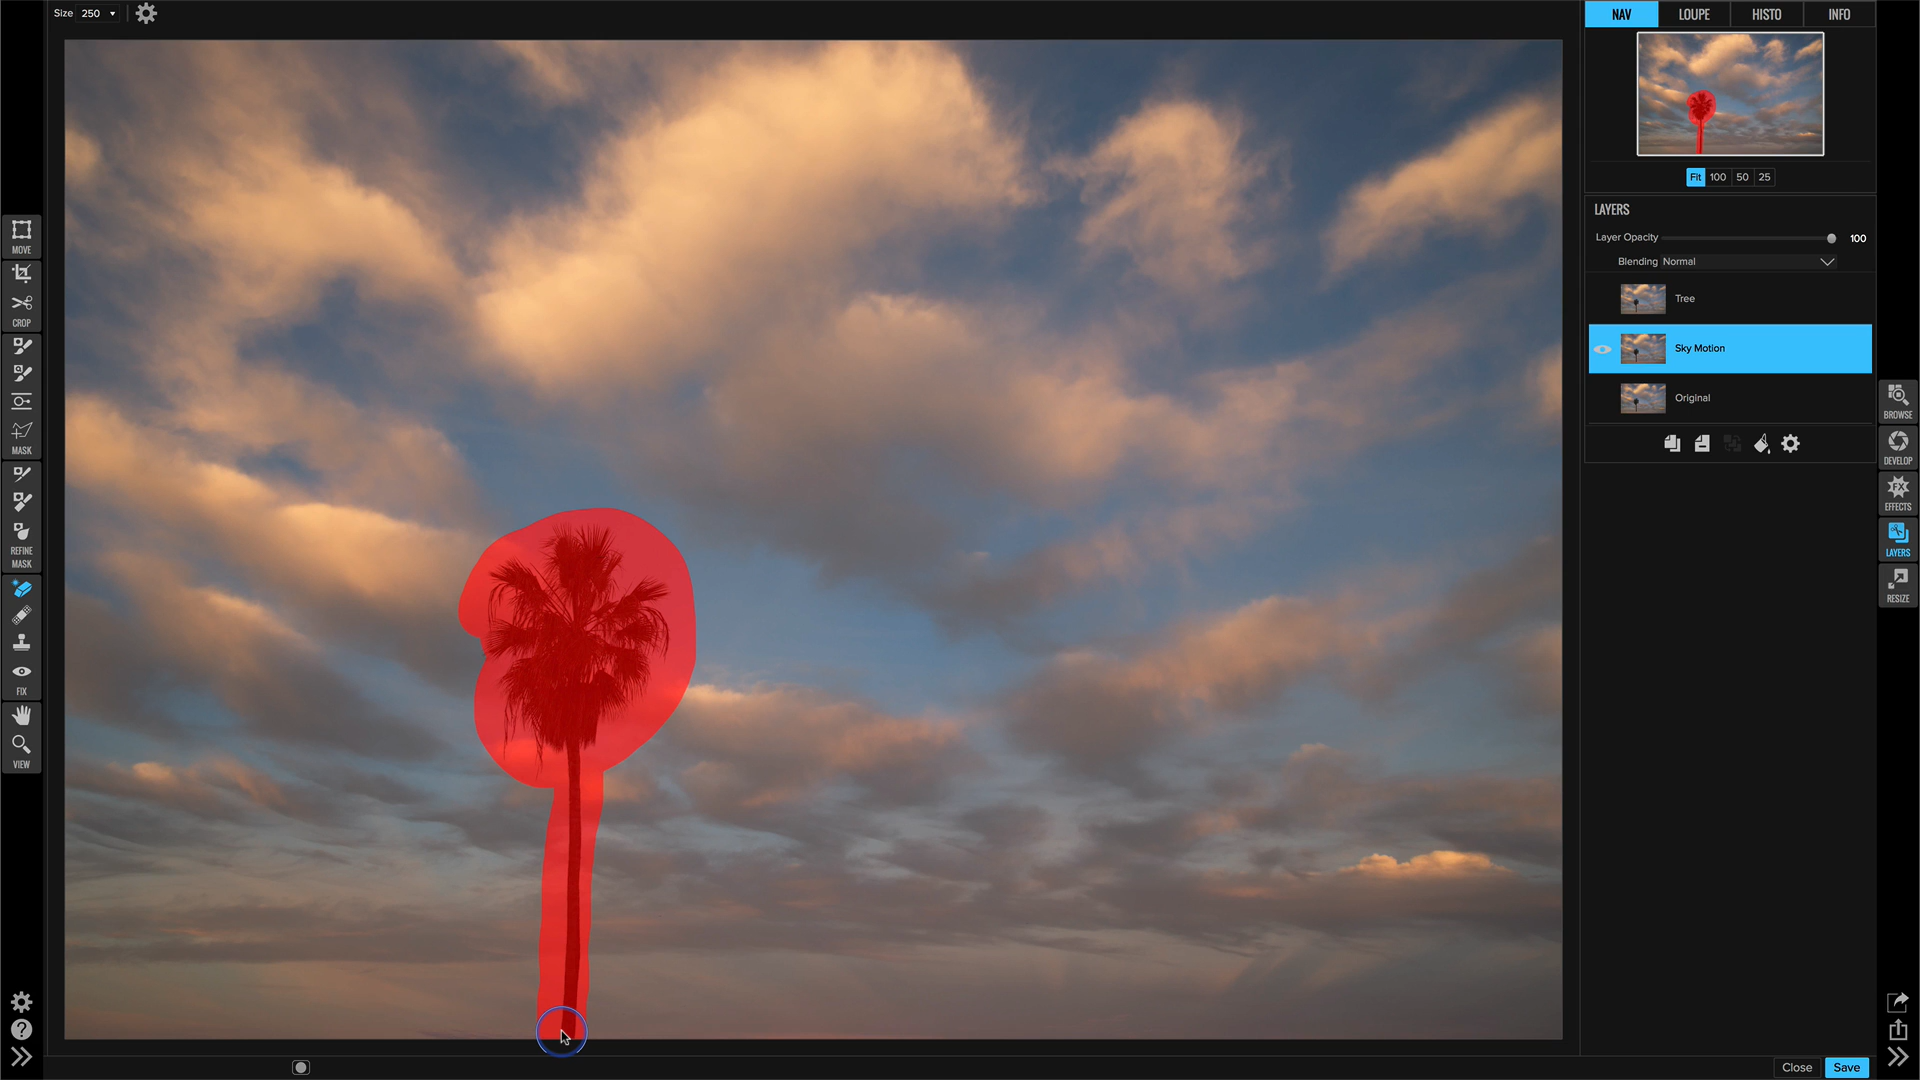 Size 250
NAV LOUPE HISTO INFO
Fit 100 50 25
LAYERS
Layer Opacity 100
Blending Normal
Tree
Sky Motion
Original
MOVE
CROP
MASK
REFINE
MASK
FIX
VIEW
BROWSE
DEVELOP
FX
EFFECTS
LAYERS
RESIZE
?
Close Save